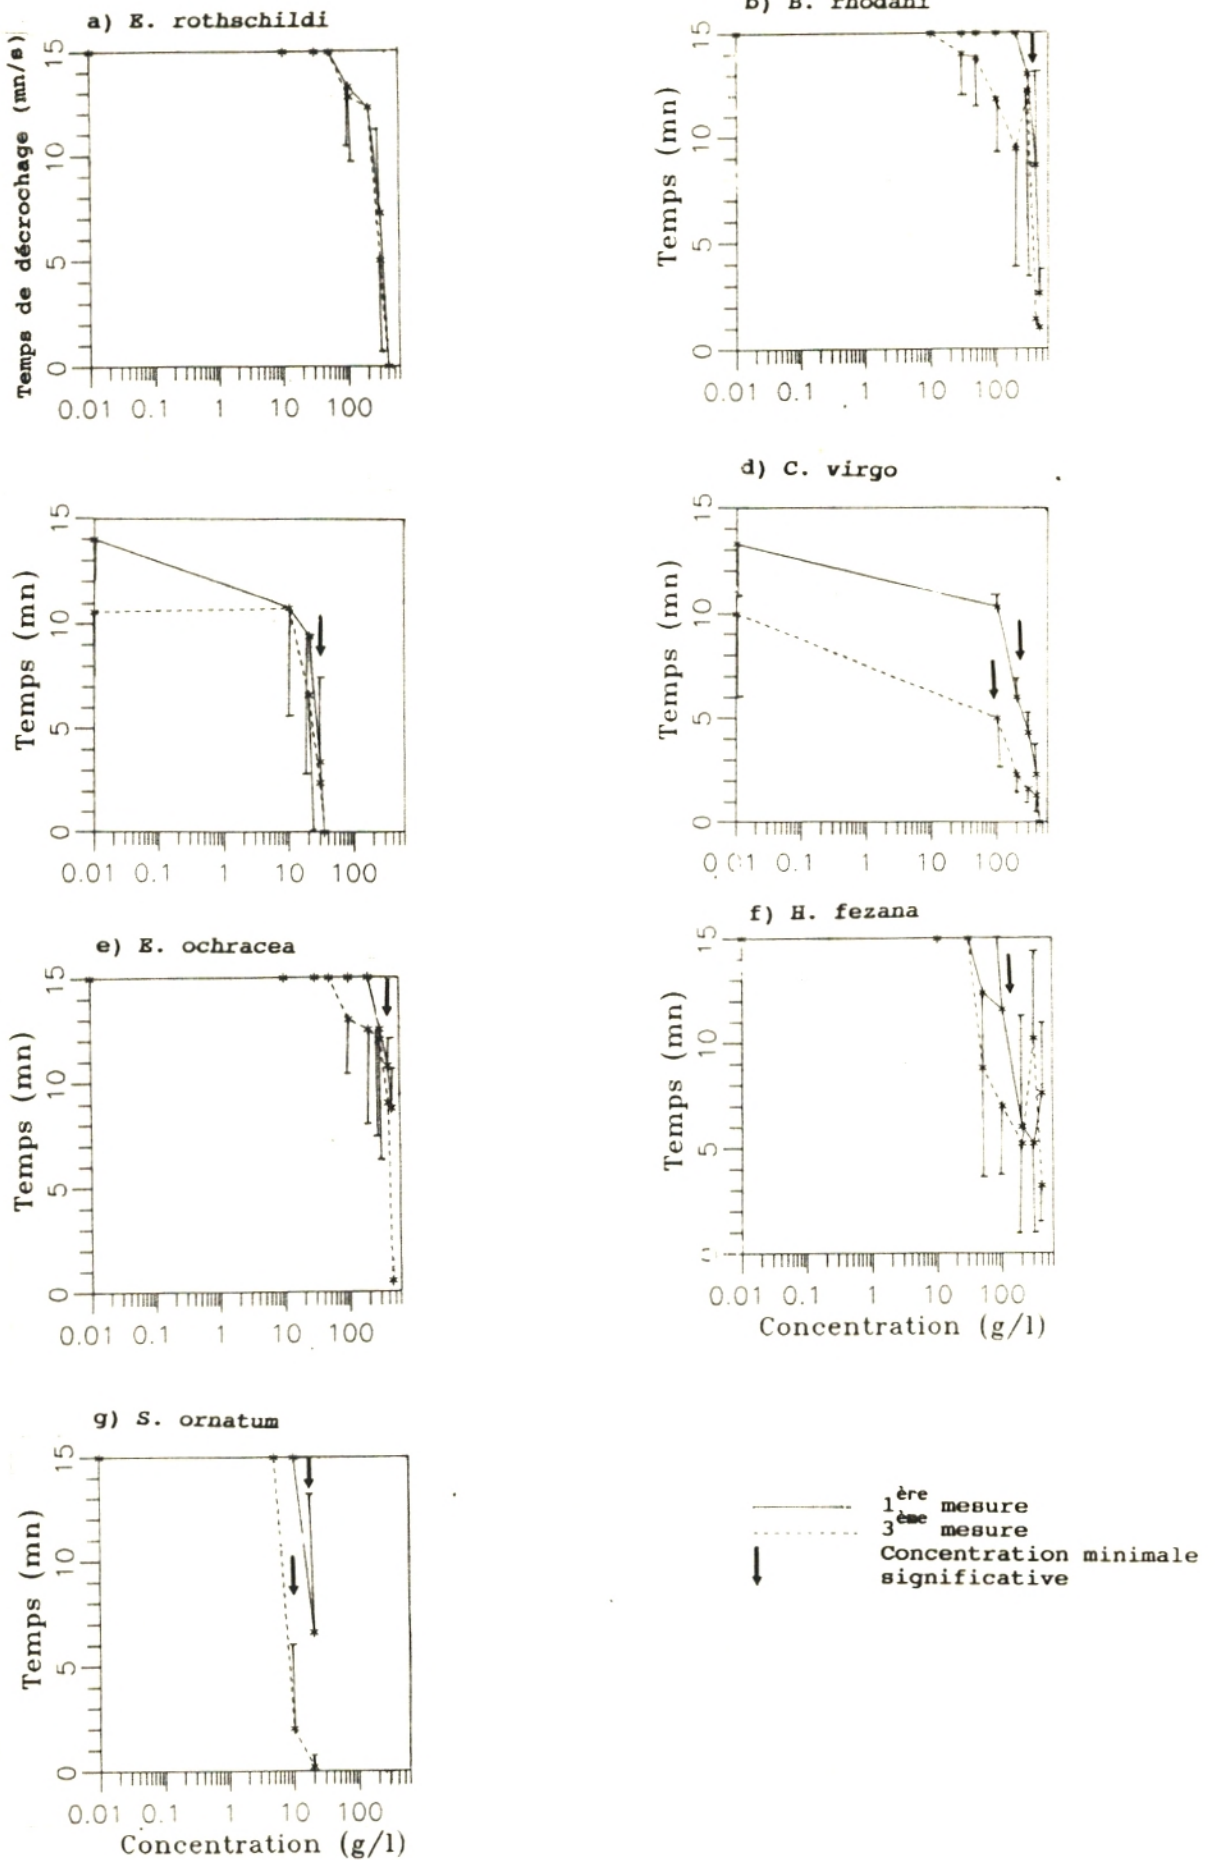 a) E. rothschildi
Temps de décrochage (mn/s)
15
10
5
0
0.01 0.1 1 10 100
b) B. rhodani
Temps (mn)
15
10
5
0
0.01 0.1 1 10 100
Temps (mn)
15
10
5
0
0.01 0.1 1 10 100
d) C. virgo
Temps (mn)
15
10
5
0
0.01 0.1 1 10 100
e) E. ochracea
Temps (mn)
15
10
5
0
0.01 0.1 1 10 100
f) H. fezana
Temps (mn)
15
10
5
0
0.01 0.1 1 10 100
Concentration (g/l)
g) S. ornatum
Temps (mn)
15
10
5
0
0.01 0.1 1 10 100
Concentration (g/l)
1ère mesure
3ème mesure
Concentration minimale
significative